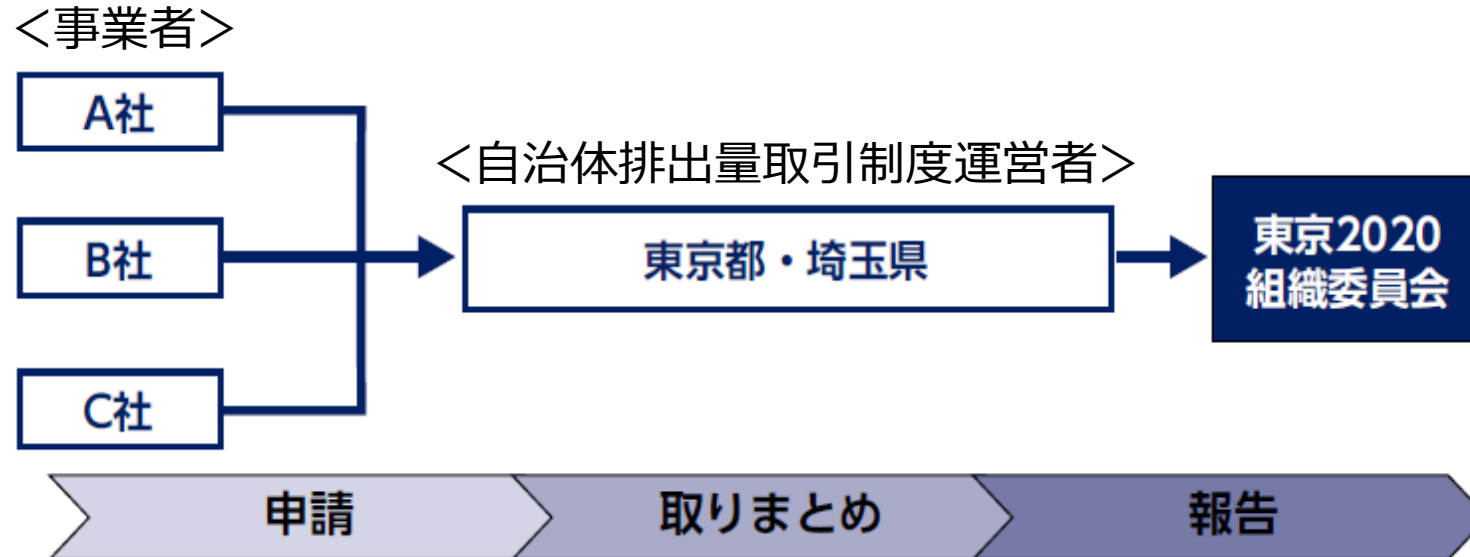 ＜事業者＞
A社
B社
C社
＜自治体排出量取引制度運営者＞
東京都・埼玉県
東京2020
組織委員会
申請
取りまとめ
報告